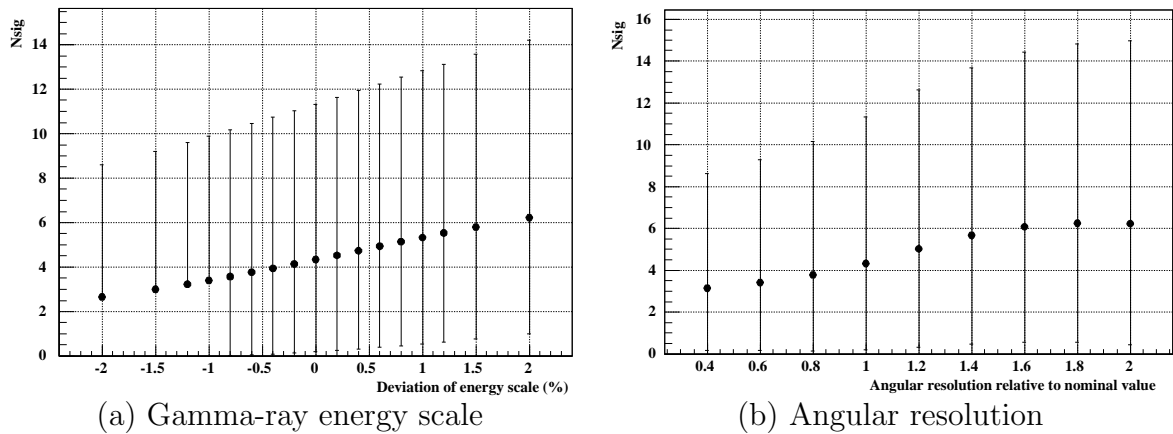 Nsig
14
12
10
8
6
4
2
0
-2 -1.5 -1 -0.5 0 0.5 1 1.5 2
Deviation of energy scale (%)
(a) Gamma-ray energy scale
Nsig
16
14
12
10
8
6
4
2
0
0.4 0.6 0.8 1 1.2 1.4 1.6 1.8 2
Angular resolution relative to nominal value
(b) Angular resolution